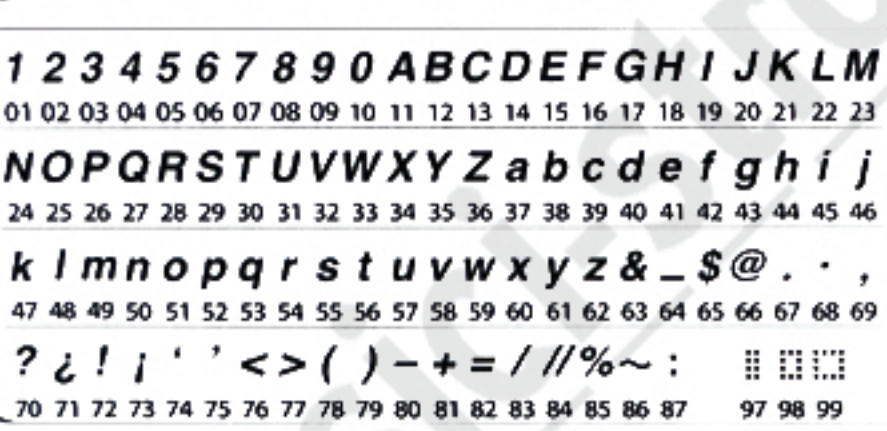 1 2 3 4 5 6 7 8 9 0 A B C D E F G H I J K L M
01 02 03 04 05 06 07 08 09 10 11 12 13 14 15 16 17 18 19 20 21 22 23
N O P Q R S T U V W X Y Z a b c d e f g h i j
24 25 26 27 28 29 30 31 32 33 34 35 36 37 38 39 40 41 42 43 44 45 46
k l m n o p q r s t u v w x y z & _ $ @ . · ,
47 48 49 50 51 52 53 54 55 56 57 58 59 60 61 62 63 64 65 66 67 68 69
? ¿ ! ¡ ‘ ’ < > ( ) – + = / // % ~ :
70 71 72 73 74 75 76 77 78 79 80 81 82 83 84 85 86 87 97 98 99